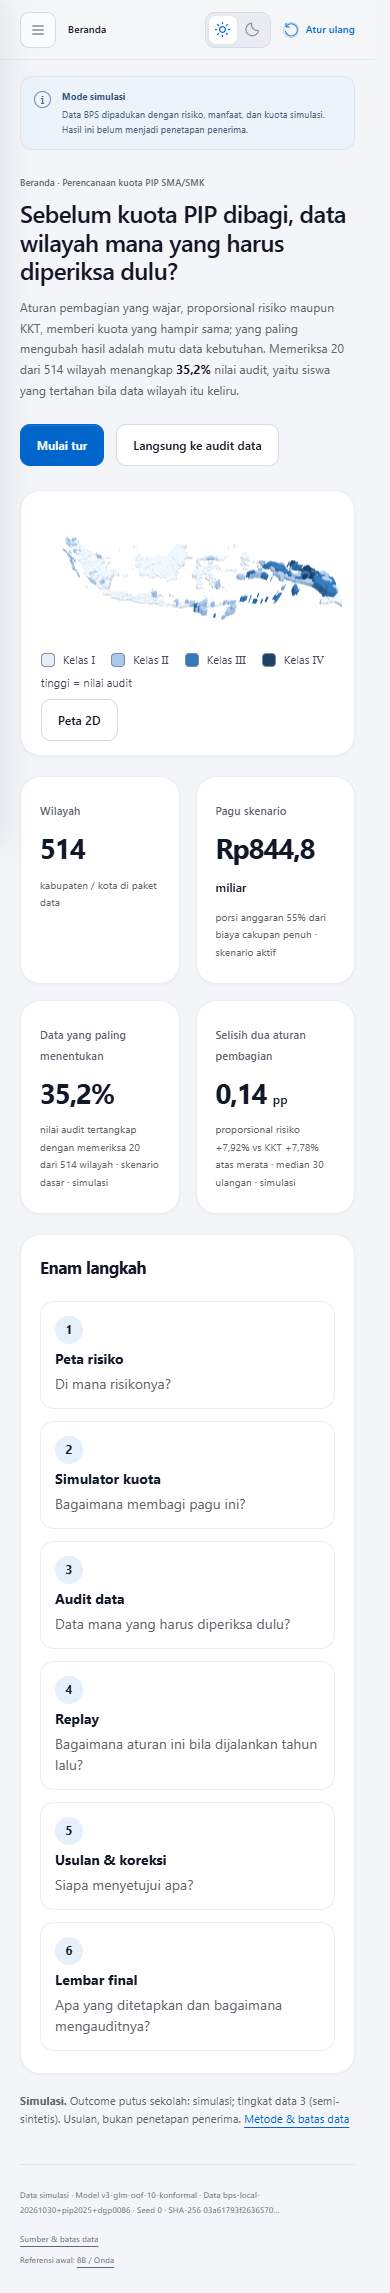 Beranda
Atur ulang
Mode simulasi
Data BPS dipadukan dengan risiko, manfaat, dan kuota simulasi.
Hasil ini belum menjadi penetapan penerima.
Beranda · Perencanaan kuota PIP SMA/SMK
Sebelum kuota PIP dibagi, data
wilayah mana yang harus
diperiksa dulu?
Aturan pembagian yang wajar, proporsional risiko maupun
KKT, memberi kuota yang hampir sama; yang paling
mengubah hasil adalah mutu data kebutuhan. Memeriksa 20
dari 514 wilayah menangkap 35,2% nilai audit, yaitu siswa
yang tertahan bila data wilayah itu keliru.
Mulai tur
Langsung ke audit data
Kelas I
Kelas II
Kelas III
Kelas IV
tinggi = nilai audit
Peta 2D
Wilayah
514
kabupaten / kota di paket
data
Pagu skenario
Rp844,8
miliar
porsi anggaran 55% dari
biaya cakupan penuh ·
skenario aktif
Data yang paling
menentukan
35,2%
nilai audit tertangkap
dengan memeriksa 20
dari 514 wilayah · skenario
dasar · simulasi
Selisih dua aturan
pembagian
0,14 pp
proporsional risiko
+7,92% vs KKT +7,78%
atas merata · median 30
ulangan · simulasi
Enam langkah
1
Peta risiko
Di mana risikonya?
2
Simulator kuota
Bagaimana membagi pagu ini?
3
Audit data
Data mana yang harus diperiksa dulu?
4
Replay
Bagaimana aturan ini bila dijalankan tahun
lalu?
5
Usulan & koreksi
Siapa menyetujui apa?
6
Lembar final
Apa yang ditetapkan dan bagaimana
mengauditnya?
Simulasi. Outcome putus sekolah: simulasi; tingkat data 3 (semi-
sintetis). Usulan, bukan penetapan penerima. Metode & batas data
Data simulasi · Model v3-glm-oof-10-konformal · Data bps-local-
20261030+pip2025+dgp0086 · Seed 0 · SHA-256 03a61793f2636570...
Sumber & batas data
Referensi awal: 8B / Onda